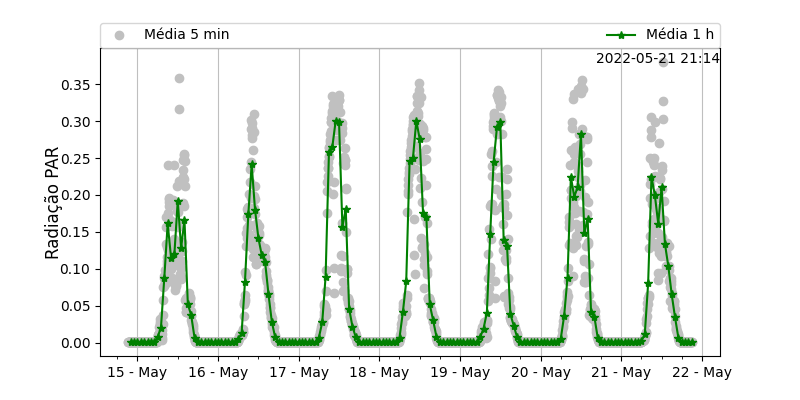 Média 5 min
Média 1 h
2022-05-21 21:14
Radiação PAR
0.35
0.30
0.25
0.20
0.15
0.10
0.05
0.00
15 - May
16 - May
17 - May
18 - May
19 - May
20 - May
21 - May
22 - May